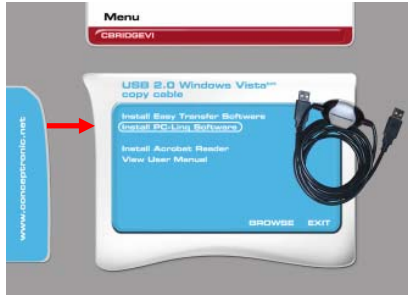 Menu
CBRIDGEVI
USB 2.0 Windows Vista™
copy cable
Install Easy Transfer Software
Install PC-Linq Software
Install Acrobat Reader
View User Manual
BROWSE EXIT
www.conceptronic.net